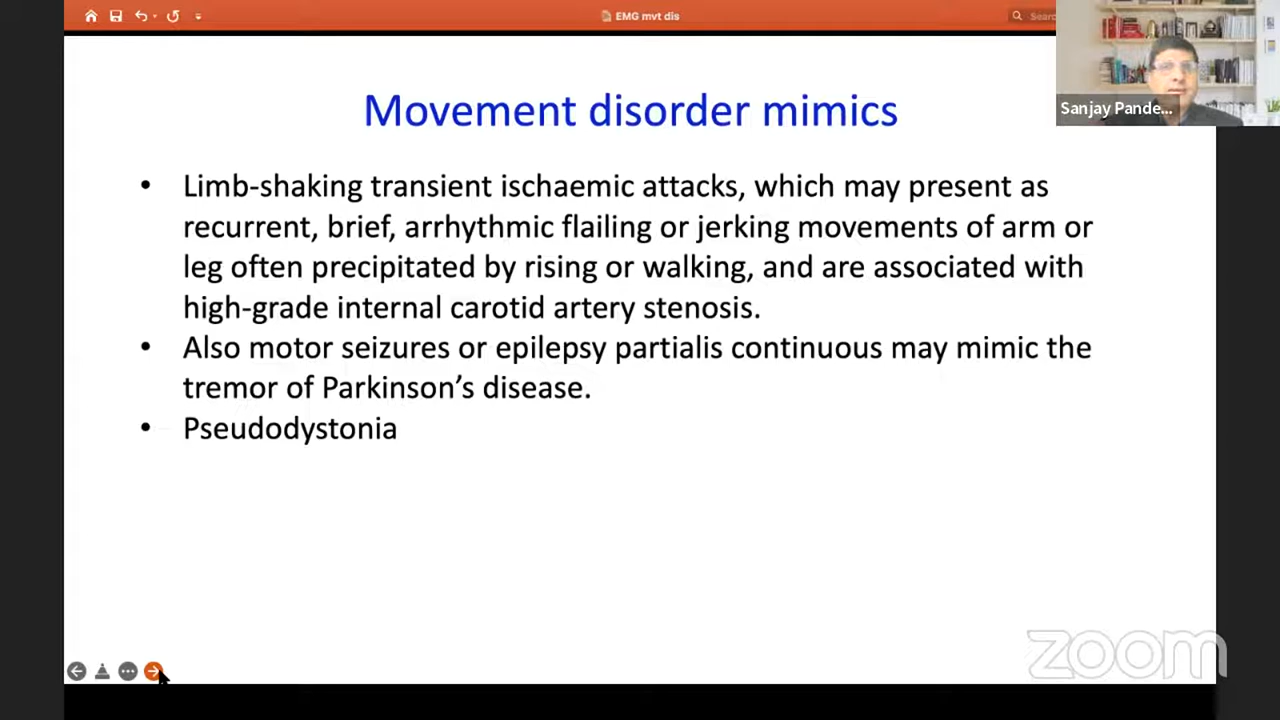 EMG mvt dis
Sear
Sanjay Pande...
Movement disorder mimics
• Limb-shaking transient ischaemic attacks, which may present as
recurrent, brief, arrhythmic flailing or jerking movements of arm or
leg often precipitated by rising or walking, and are associated with
high-grade internal carotid artery stenosis.
• Also motor seizures or epilepsy partialis continuous may mimic the
tremor of Parkinson’s disease.
• Pseudodystonia
zoom